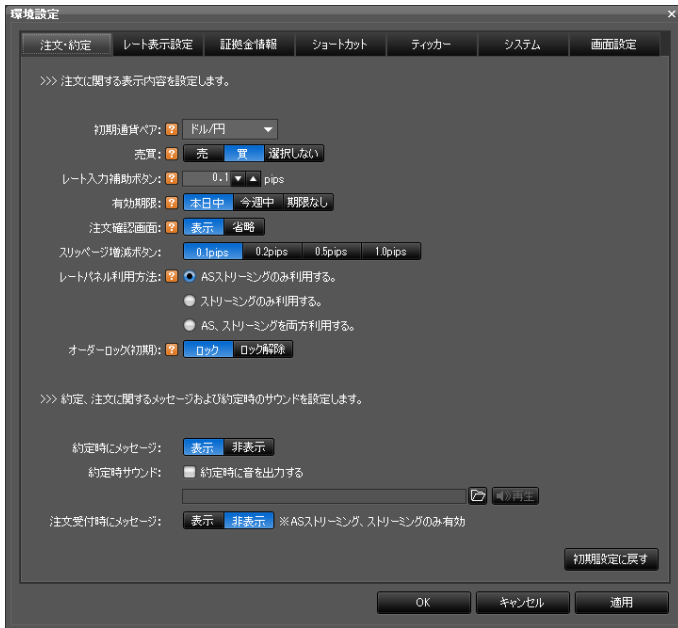 環境設定
注文・約定 レート表示設定 証拠金情報 ショートカット ティッカー システム 画面設定
>>> 注文に関する表示内容を設定します。
初期通貨ペア: ? ドル/円
売買: ? 売 買 選択しない
レート入力補助ボタン: ? 0.1 pips
有効期限: ? 本日中 今週中 期限なし
注文確認画面: ? 表示 省略
スリッページ増減ボタン: 0.1pips 0.2pips 0.5pips 1.0pips
レートパネル利用方法: ? ASストリーミングのみ利用する。
ストリーミングのみ利用する。
AS、ストリーミングを両方利用する。
オーダーロック(初期): ? ロック ロック解除
>>> 約定、注文に関するメッセージおよび約定時のサウンドを設定します。
約定時にメッセージ: 表示 非表示
約定時サウンド: 約定時に音を出力する
再生
注文受付時にメッセージ: 表示 非表示 ※ASストリーミング、ストリーミングのみ有効
初期設定に戻す
OK キャンセル 適用